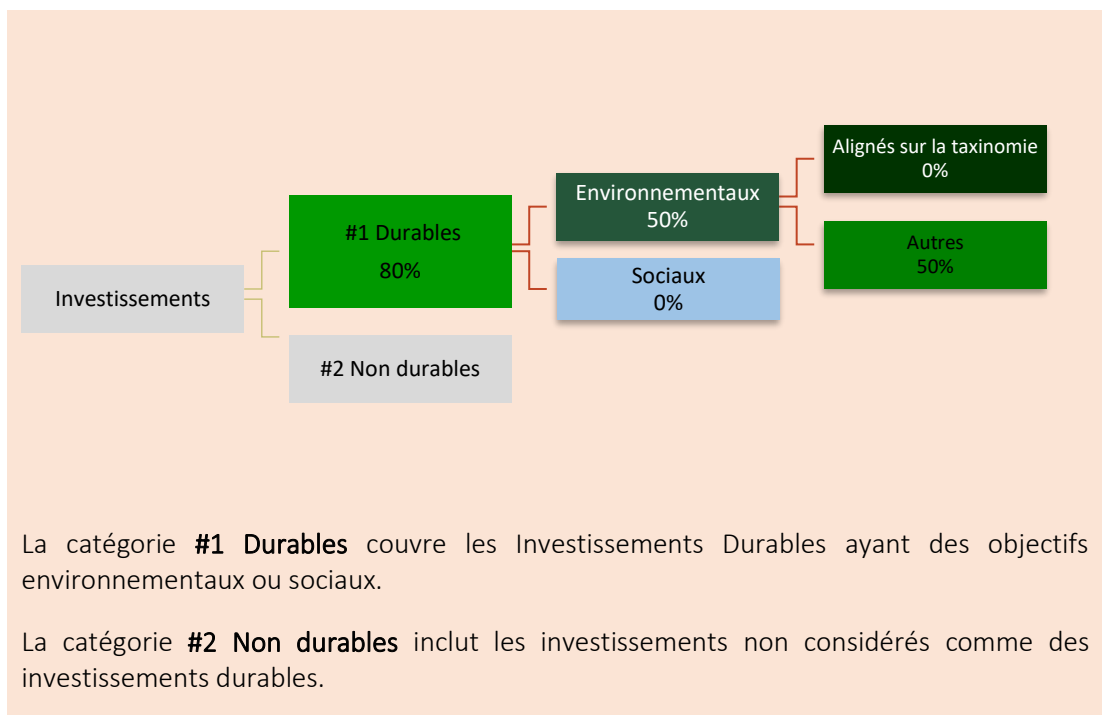 Alignés sur la taxinomie
0%
Environnementaux
50%
#1 Durables
80%
Autres
50%
Sociaux
0%
Investissements
#2 Non durables
La catégorie #1 Durables couvre les Investissements Durables ayant des objectifs
environnementaux ou sociaux.
La catégorie #2 Non durables inclut les investissements non considérés comme des
investissements durables.